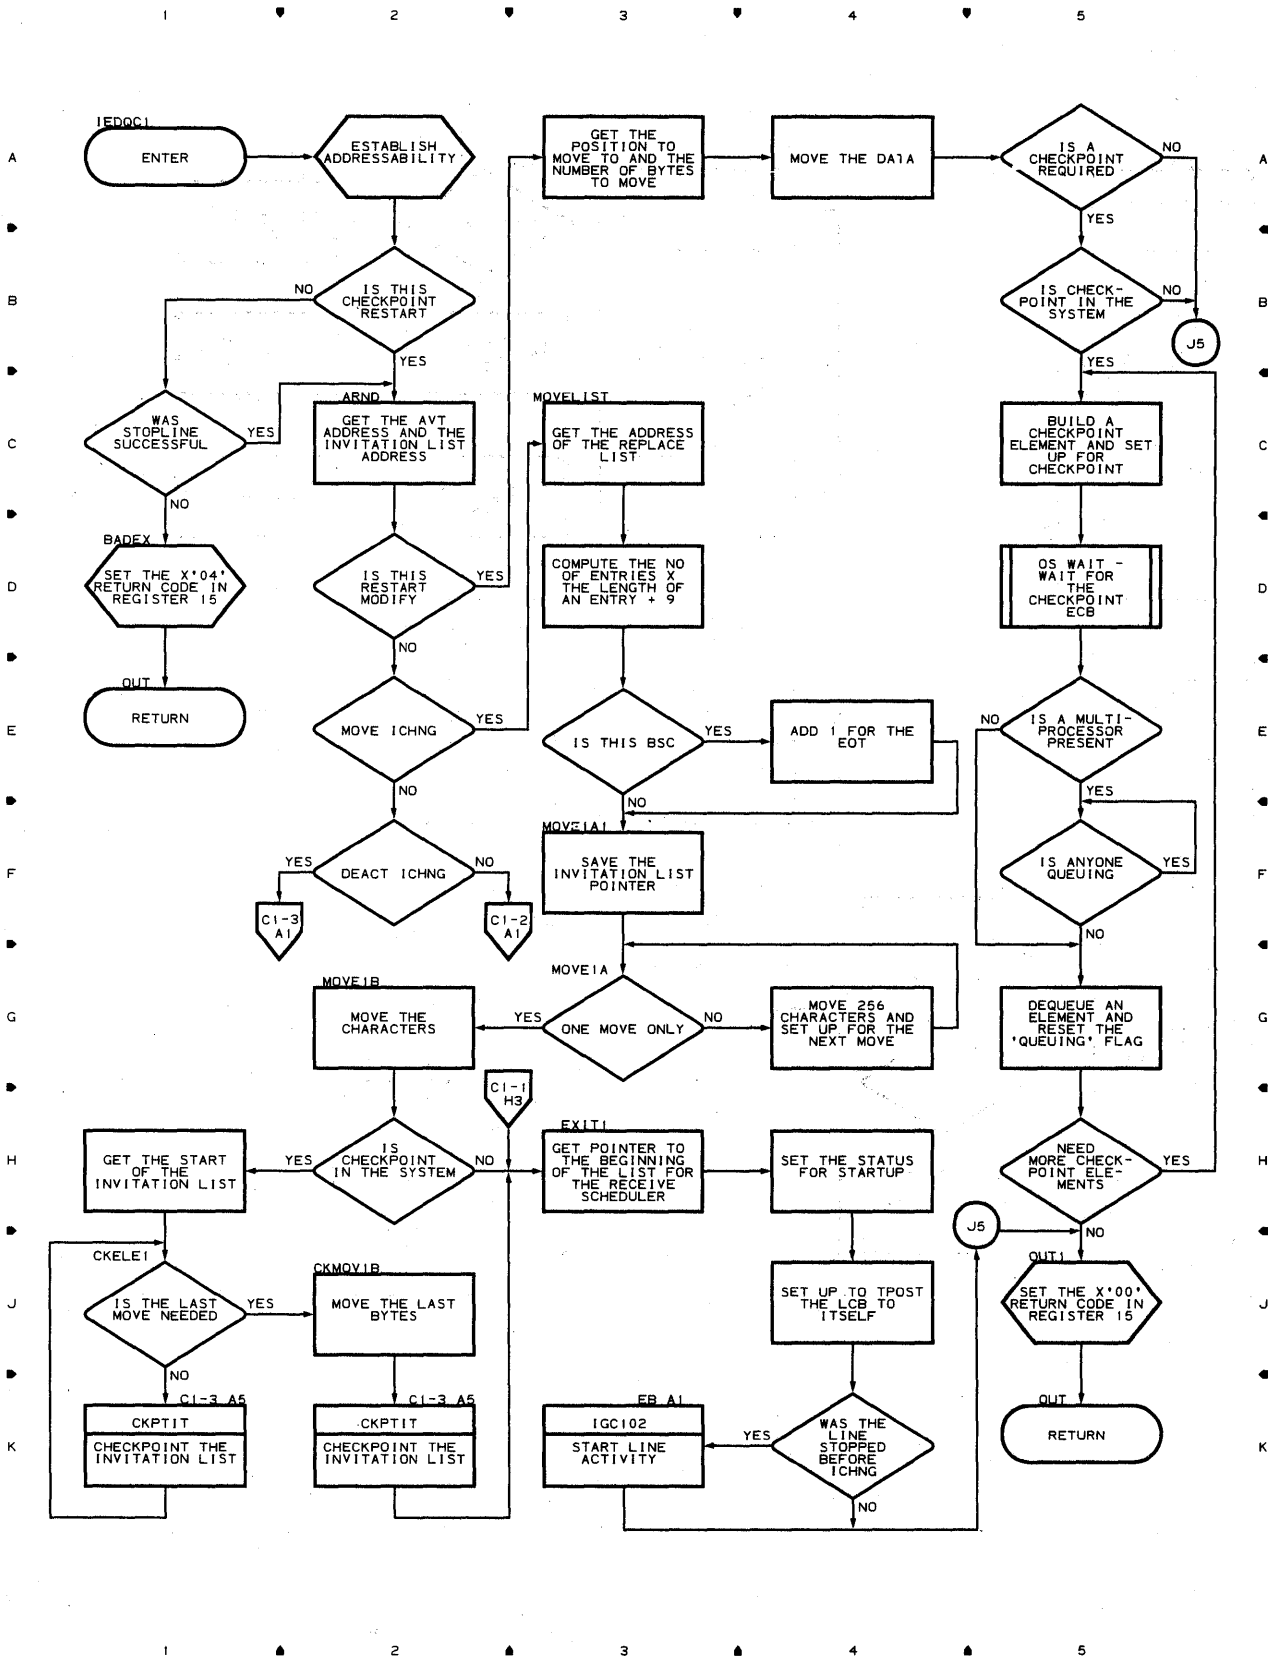 1 2 3 4 5
IEDQC1
A
ENTER
ESTABLISH
ADDRESSABILITY
GET THE
POSITION TO
MOVE TO AND THE
NUMBER OF BYTES
TO MOVE
MOVE THE DATA
IS A
CHECKPOINT
REQUIRED
NO
A
YES
B
NO
IS THIS
CHECKPOINT
RESTART
IS CHECK-
POINT IN THE
SYSTEM
NO
B
J5
YES
YES
ARND
MOVELIST
C
WAS
STOPLINE
SUCCESSFUL
YES
GET THE AVT
ADDRESS AND THE
INVITATION LIST
ADDRESS
GET THE ADDRESS
OF THE REPLACE
LIST
BUILD A
CHECKPOINT
ELEMENT AND SET
UP FOR
CHECKPOINT
C
NO
BADEX
D
SET THE X'04'
RETURN CODE IN
REGISTER 15
IS THIS
RESTART
MODIFY
YES
COMPUTE THE NO
OF ENTRIES X
THE LENGTH OF
AN ENTRY + 9
OS WAIT -
WAIT FOR
THE
CHECKPOINT
ECB
D
NO
OUT
E
RETURN
MOVE ICHNG
YES
IS THIS BSC
YES
ADD 1 FOR THE
EOT
NO
IS A MULTI-
PROCESSOR
PRESENT
E
NO
NO
YES
MOVE1A1
F
YES
DEACT ICHNG
NO
SAVE THE
INVITATION LIST
POINTER
IS ANYONE
QUEUING
YES
F
C1-3
A1
C1-2
A1
NO
MOVE1B
MOVE1A
G
MOVE THE
CHARACTERS
YES
ONE MOVE ONLY
NO
MOVE 256
CHARACTERS AND
SET UP FOR THE
NEXT MOVE
DEQUEUE AN
ELEMENT AND
RESET THE
'QUEUING' FLAG
G
C1-1
H3
EXIT1
H
GET THE START
OF THE
INVITATION LIST
YES
IS
CHECKPOINT
IN THE SYSTEM
NO
GET POINTER TO
THE BEGINNING
OF THE LIST FOR
THE RECEIVE
SCHEDULER
SET THE STATUS
FOR STARTUP
NEED
MORE CHECK-
POINT ELE-
MENTS
YES
H
J5
NO
CKELE1
CKMOV1B
OUT1
J
IS THE LAST
MOVE NEEDED
YES
MOVE THE LAST
BYTES
SET UP TO TPOST
THE LCB TO
ITSELF
SET THE X'00'
RETURN CODE IN
REGISTER 15
J
NO
C1-3 A5
C1-3 A5
EB A1
OUT
K
CKPTIT
CHECKPOINT THE
INVITATION LIST
CKPTIT
CHECKPOINT THE
INVITATION LIST
IGC102
START LINE
ACTIVITY
YES
WAS THE
LINE
STOPPED
BEFORE
ICHNG
RETURN
K
NO
1 2 3 4 5